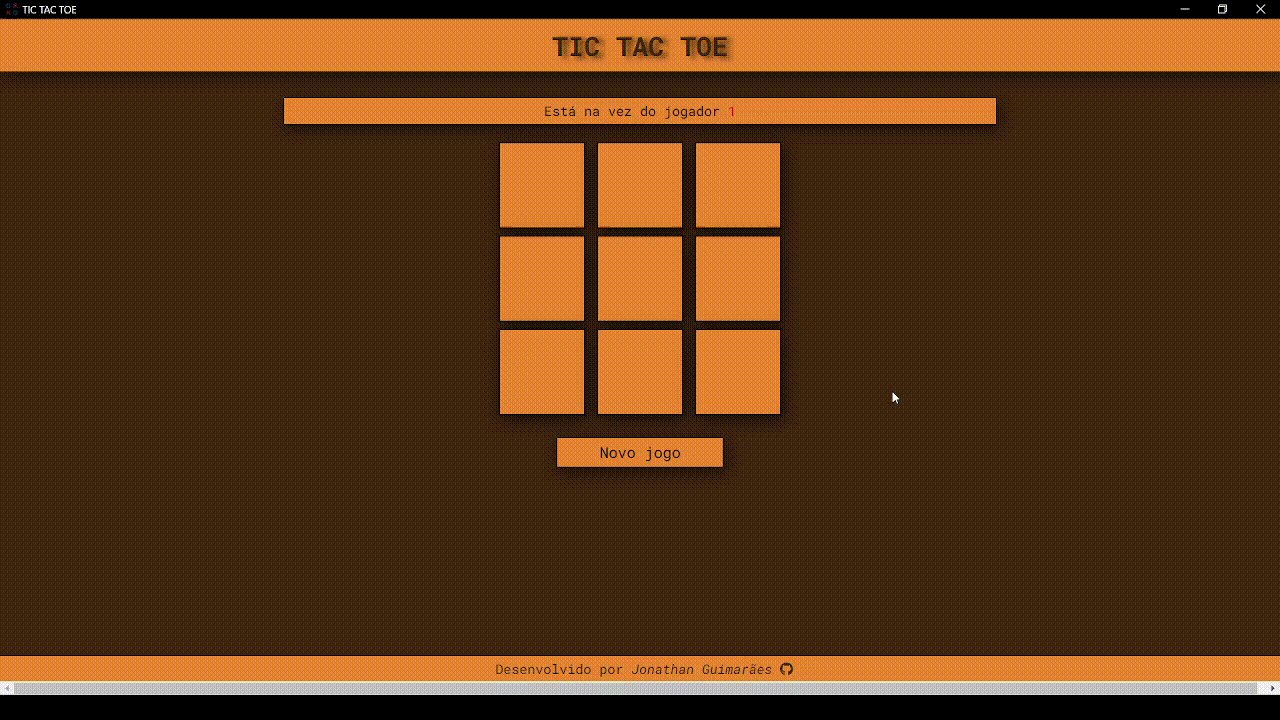 TIC TAC TOE
TIC TAC TOE
Está na vez do jogador 1
Novo jogo
Desenvolvido por Jonathan Guimarães